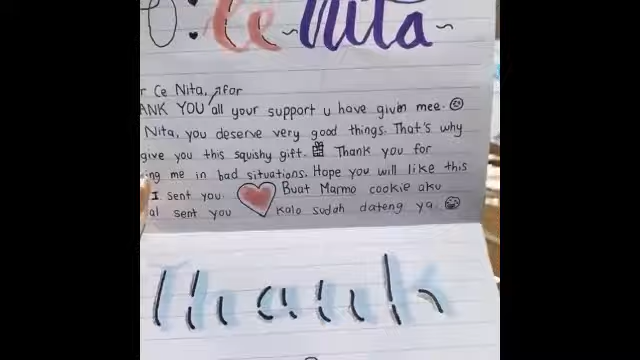 Ce ~ Nita ~
r Ce Nita, for
ANK YOU all your support u have given mee.
Nita, you deserve very good things. That's why
give you this squishy gift. Thank you for
ing me in bad situations. Hope you will like this
I sent you. Buat Marmo cookie aku
al sent you kalo sudah dateng ya.
Thank